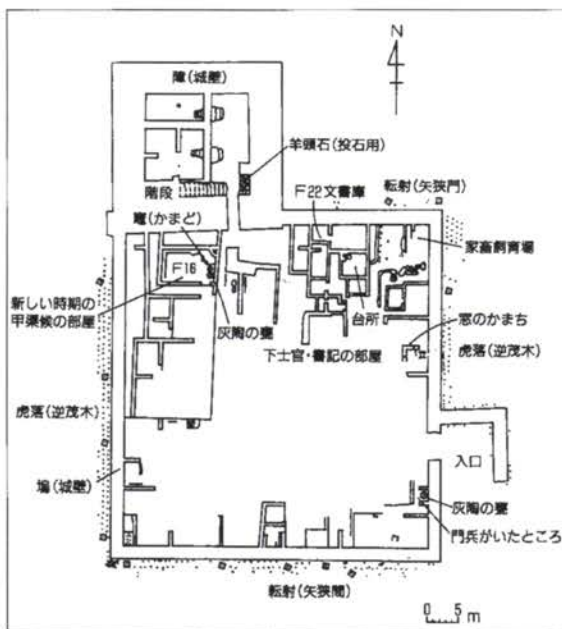 N
障(城壁)
羊頭石(投石用)
階段
F22文書庫
転射(矢狭門)
竈(かまど)
家畜飼育場
F16
新しい時期の
甲渠候の部屋
灰陶の甕
台所
窓のかまち
下士官・書記の部屋
虎落(逆茂木)
虎落(逆茂木)
入口
塢(城壁)
灰陶の甕
門兵がいたところ
転射(矢狭間)
0 5 m